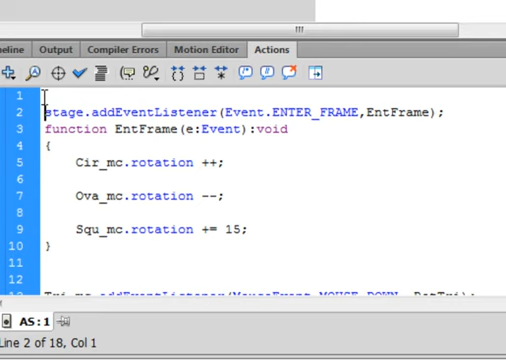 Output
Compiler Errors
Motion Editor
Actions
1
2 stage.addEventListener(Event.ENTER_FRAME,EntFrame);
3 function EntFrame(e:Event):void
4 {
5 Cir_mc.rotation ++;
6
7 Ova_mc.rotation --;
8
9 Squ_mc.rotation += 15;
10 }
11
12
AS:1
Line 2 of 18, Col 1